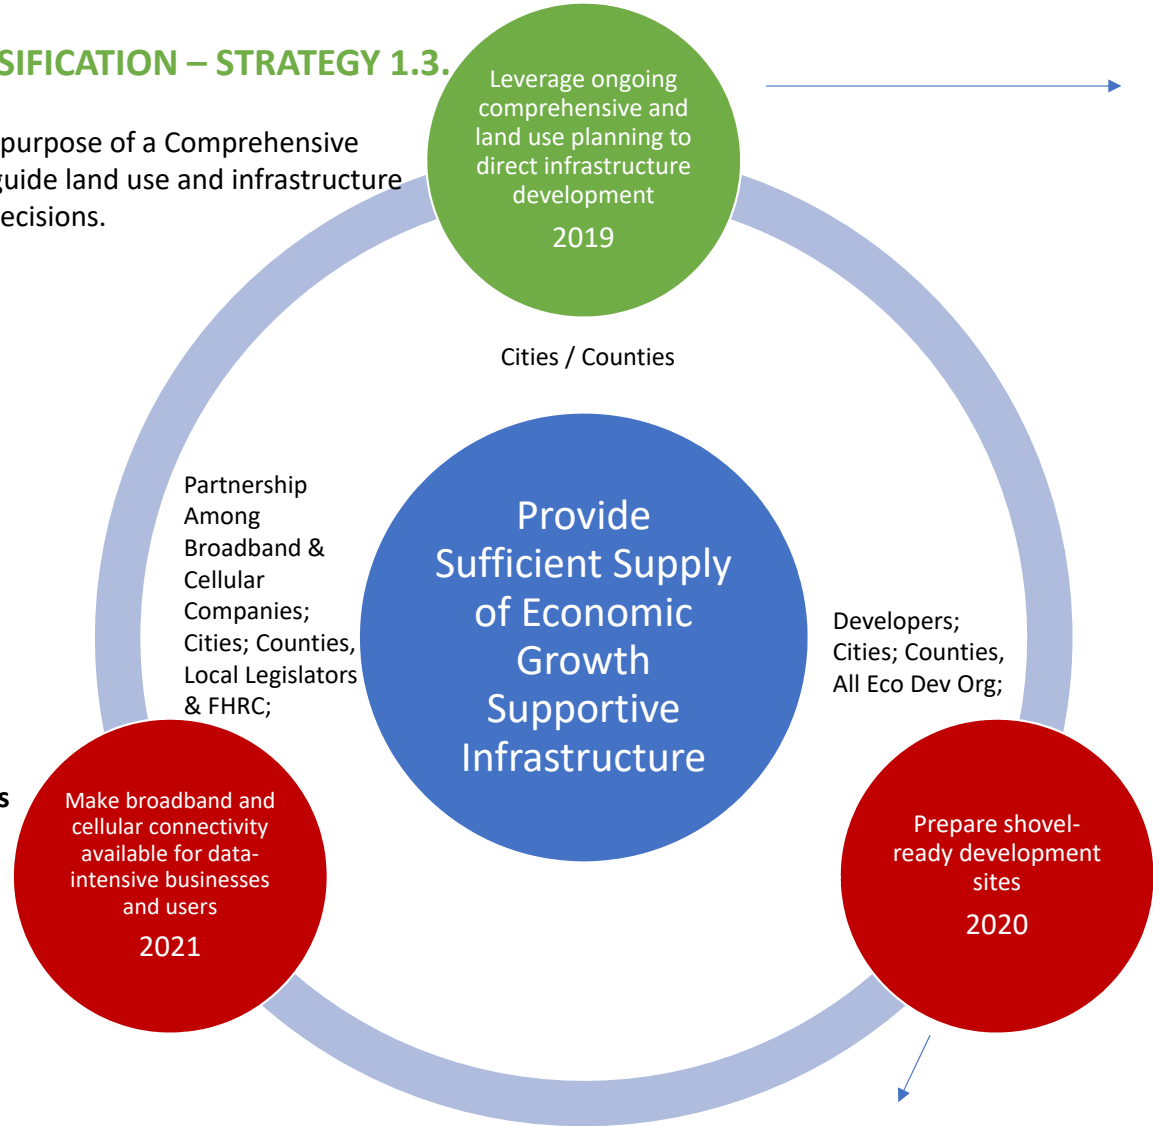 SIFICATION – STRATEGY 1.3.
purpose of a Comprehensive
guide land use and infrastructure
ecisions.
Leverage ongoing
comprehensive and
land use planning to
direct infrastructure
development
2019
Cities / Counties
Partnership
Among
Broadband &
Cellular
Companies;
Cities; Counties,
Local Legislators
& FHRC;
Provide
Sufficient Supply
of Economic
Growth
Supportive
Infrastructure
Developers;
Cities; Counties,
All Eco Dev Org;
s
Make broadband and
cellular connectivity
available for data-
intensive businesses
and users
2021
Prepare shovel-
ready development
sites
2020